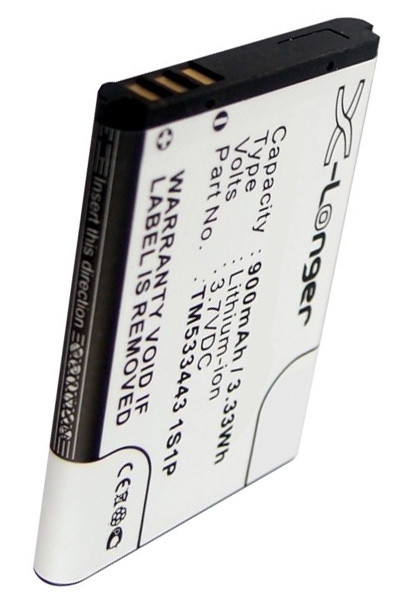 X-Longer
Capacity : 900mAh / 3.33Wh
Type : Lithium-ion
Volts : 3.7VDC
Part No. : TM533443 1S1P
WARRANTY VOID IF
LABEL IS REMOVED
Insert this direction
CE